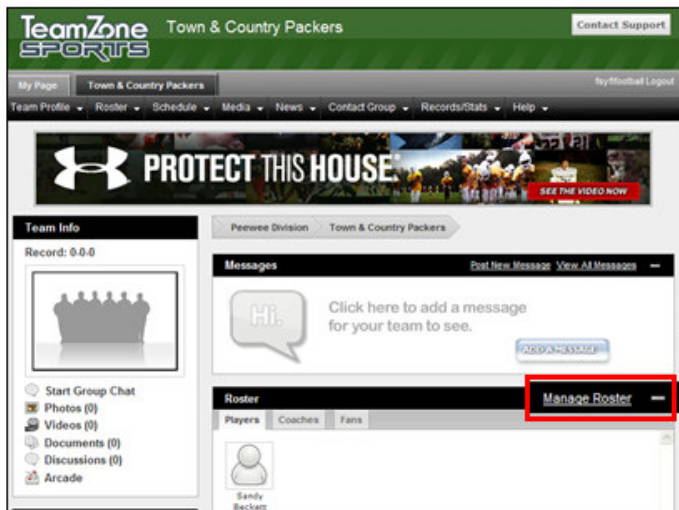 TeamZone
SPORTS
Town & Country Packers
Contact Support
My Page
Town & Country Packers
fsyffootball Logout
Team Profile
Roster
Schedule
Media
News
Contact Group
Records/Stats
Help
PROTECT THIS HOUSE.
SEE THE VIDEO NOW
Team Info
Record: 0-0-0
Start Group Chat
Photos (0)
Videos (0)
Documents (0)
Discussions (0)
Arcade
Peewee Division
Town & Country Packers
Messages
Post New Message
View All Messages
Hi.
Click here to add a message
for your team to see.
ADD A MESSAGE
Roster
Manage Roster
Players
Coaches
Fans
Sandy
Beckett